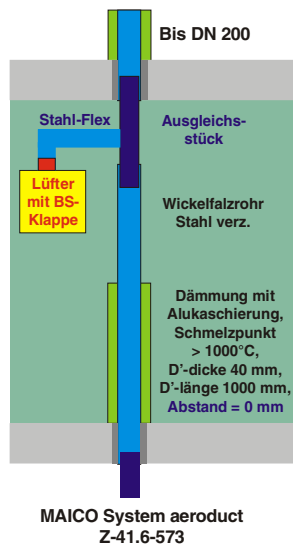 Bis DN 200
Stahl-Flex
Ausgleichs-
stück
Lüfter
mit BS-
Klappe
Wickelfalzrohr
Stahl verz.
Dämmung mit
Alukaschierung,
Schmelzpunkt
> 1000°C,
D'-dicke 40 mm,
D'-länge 1000 mm,
Abstand = 0 mm
MAICO System aeroduct
Z-41.6-573